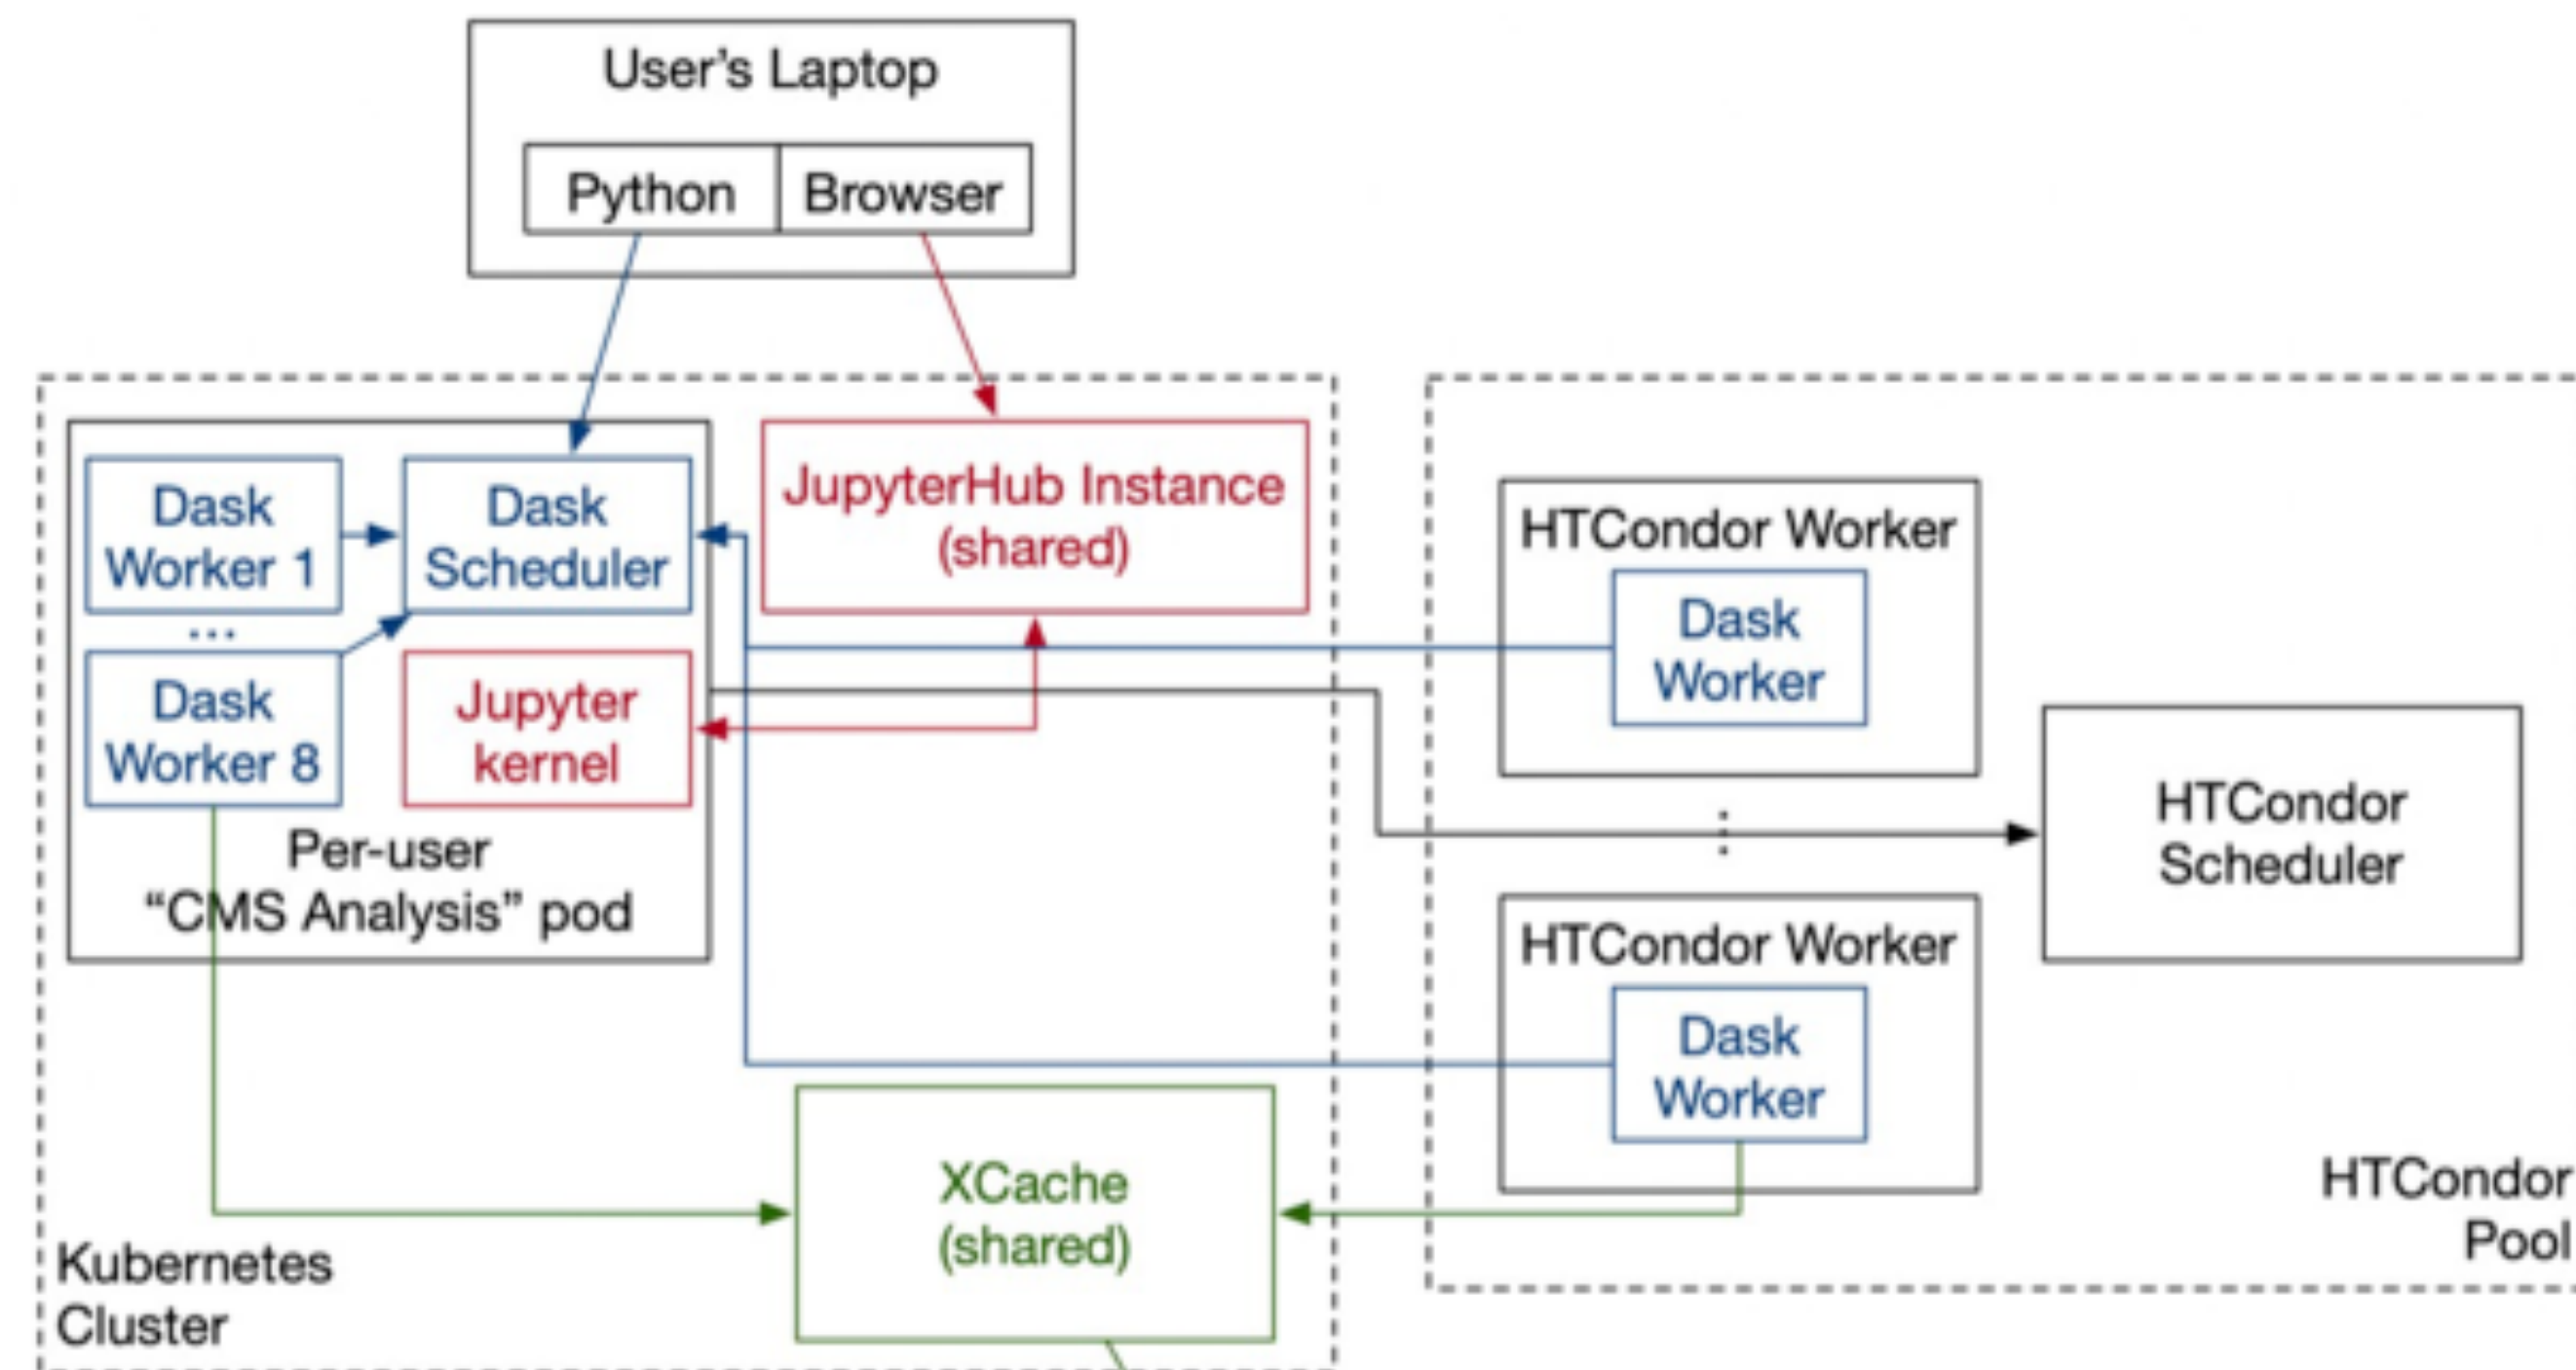 User’s Laptop
Python
Browser
Dask
Worker 1
Dask
Scheduler
JupyterHub Instance
(shared)
...
Dask
Worker 8
Jupyter
kernel
Per-user
“CMS Analysis” pod
HTCondor Worker
Dask
Worker
⋮
HTCondor
Scheduler
HTCondor Worker
Dask
Worker
XCache
(shared)
Kubernetes
Cluster
HTCondor
Pool